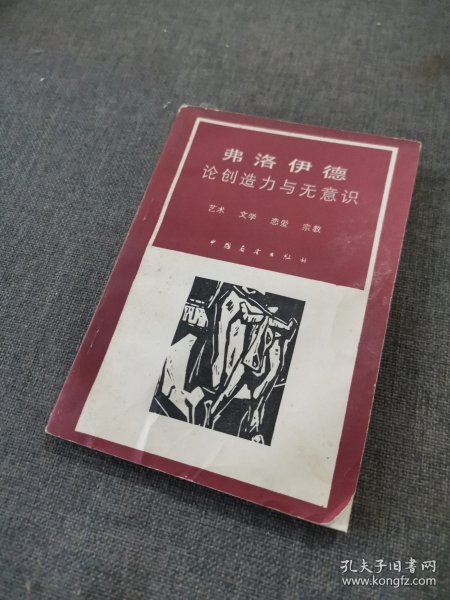 弗洛伊德
论创造力与无意识
艺术 文学 恋爱 宗教
中国展望出版社
孔夫子旧书网
www.kongfz.com